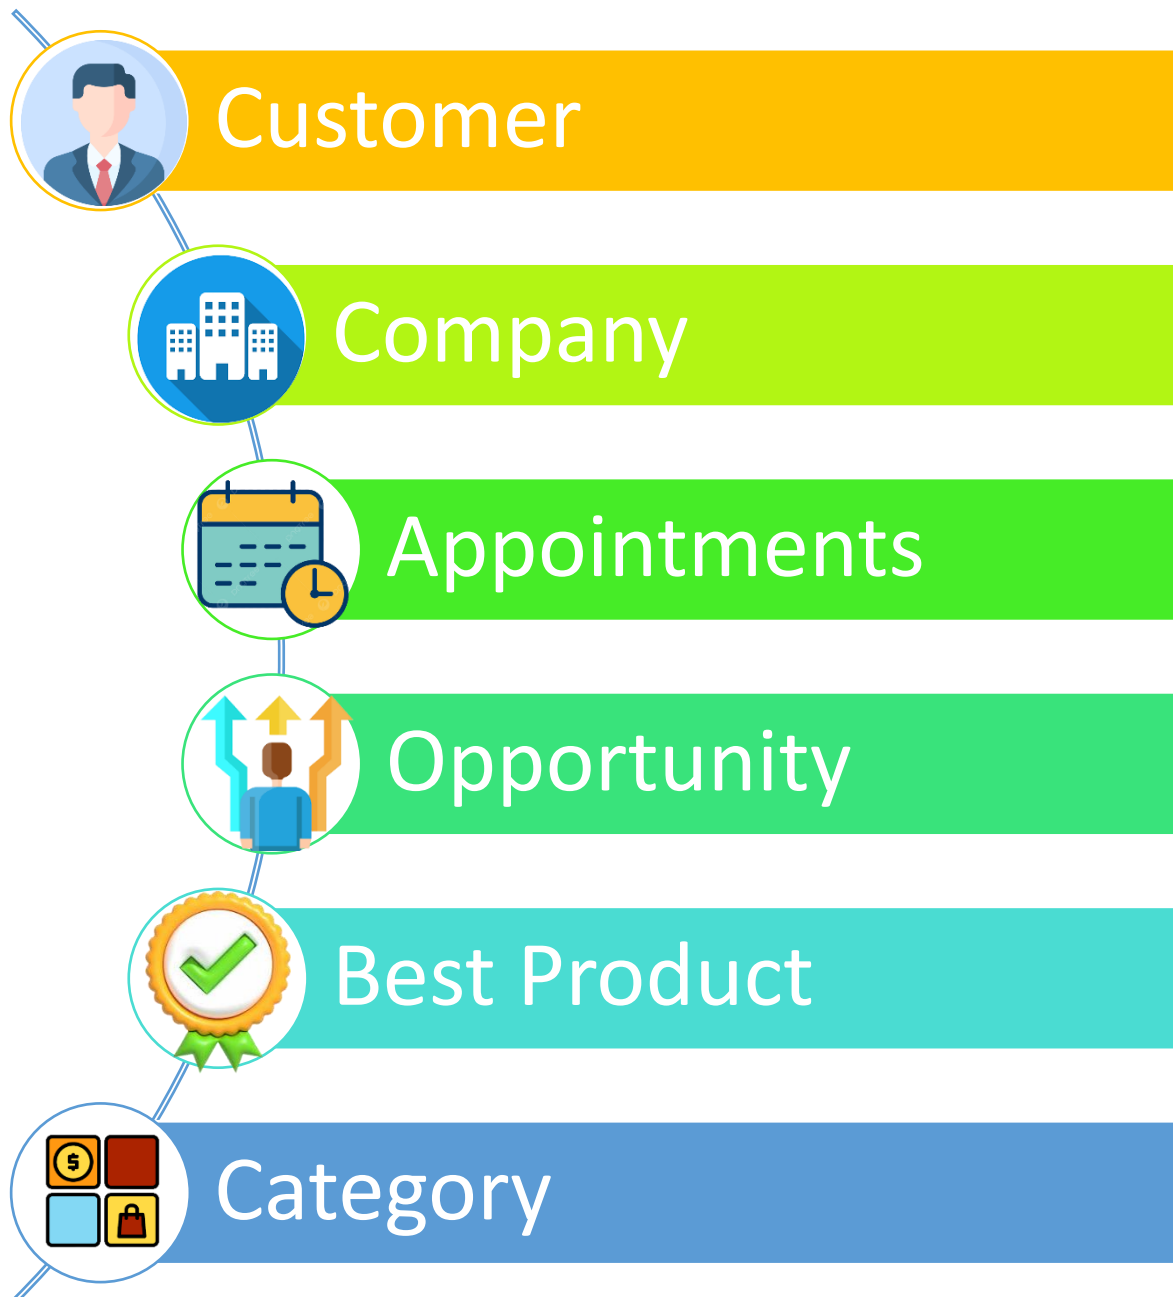 Customer
Company
Appointments
Opportunity
Best Product
$
Category